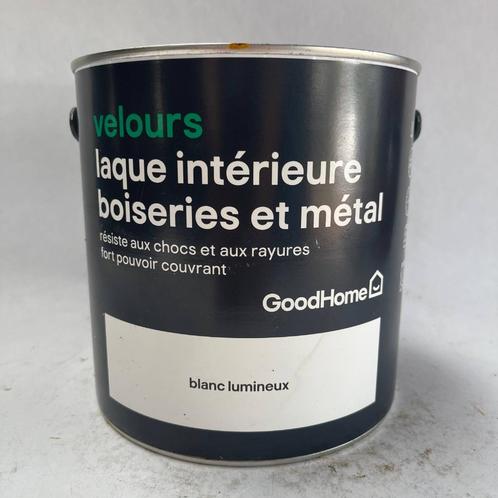 velours
laque intérieure
boiseries et métal
résiste aux chocs et aux rayures
fort pouvoir couvrant
GoodHome
blanc lumineux